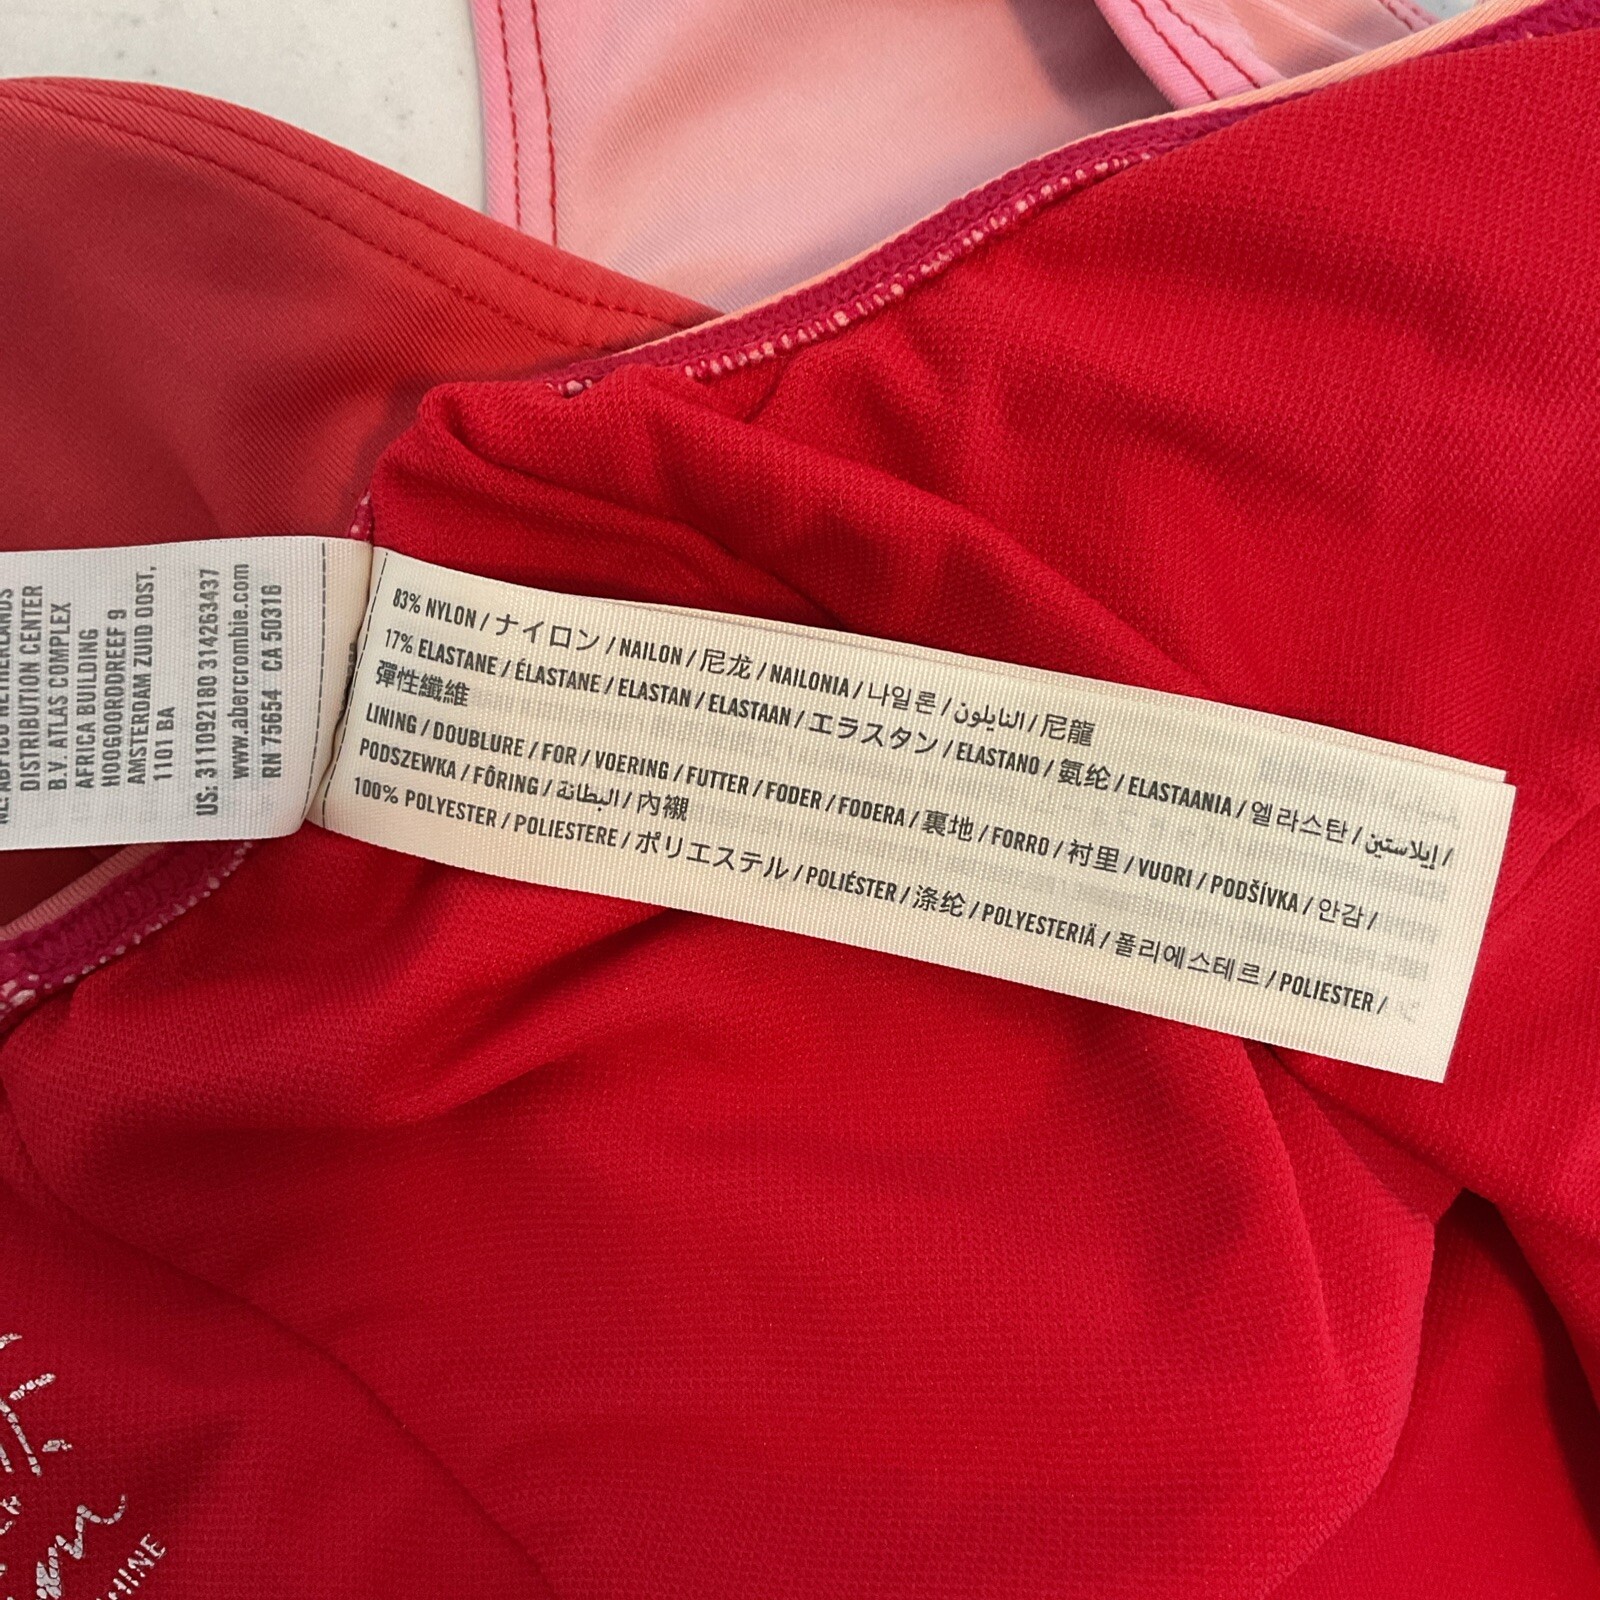 DISTRIBUTION CENTER
B.V. ATLAS COMPLEX
AFRICA BUILDING
HOOGOORDDREEF 9
AMSTERDAM ZUID OOST,
1101 BA
US: 311092180 314263437
www.abercrombie.com
RN 75654 CA 50316
83% NYLON / ナイロン / NAILON / 尼龙 / NAILONIA / 나일론 / النايلون / 尼龍
17% ELASTANE / ÉLASTANE / ELASTAN / ELASTAAN / エラスタン / ELASTANO / 氨纶 / ELASTAANIA / 엘라스탄 / إيلاستين /
彈性纖維
LINING / DOUBLURE / FOR / VOERING / FUTTER / FODER / FODERA / 裏地 / FORRO / 衬里 / VUORI / PODŠÍVKA / 안감 /
PODSZEWKA / FÔRING / البطانة / 內襯
100% POLYESTER / POLIESTERE / ポリエステル / POLIÉSTER / 涤纶 / POLYESTERIÄ / 폴리에스테르 / POLIESTER /